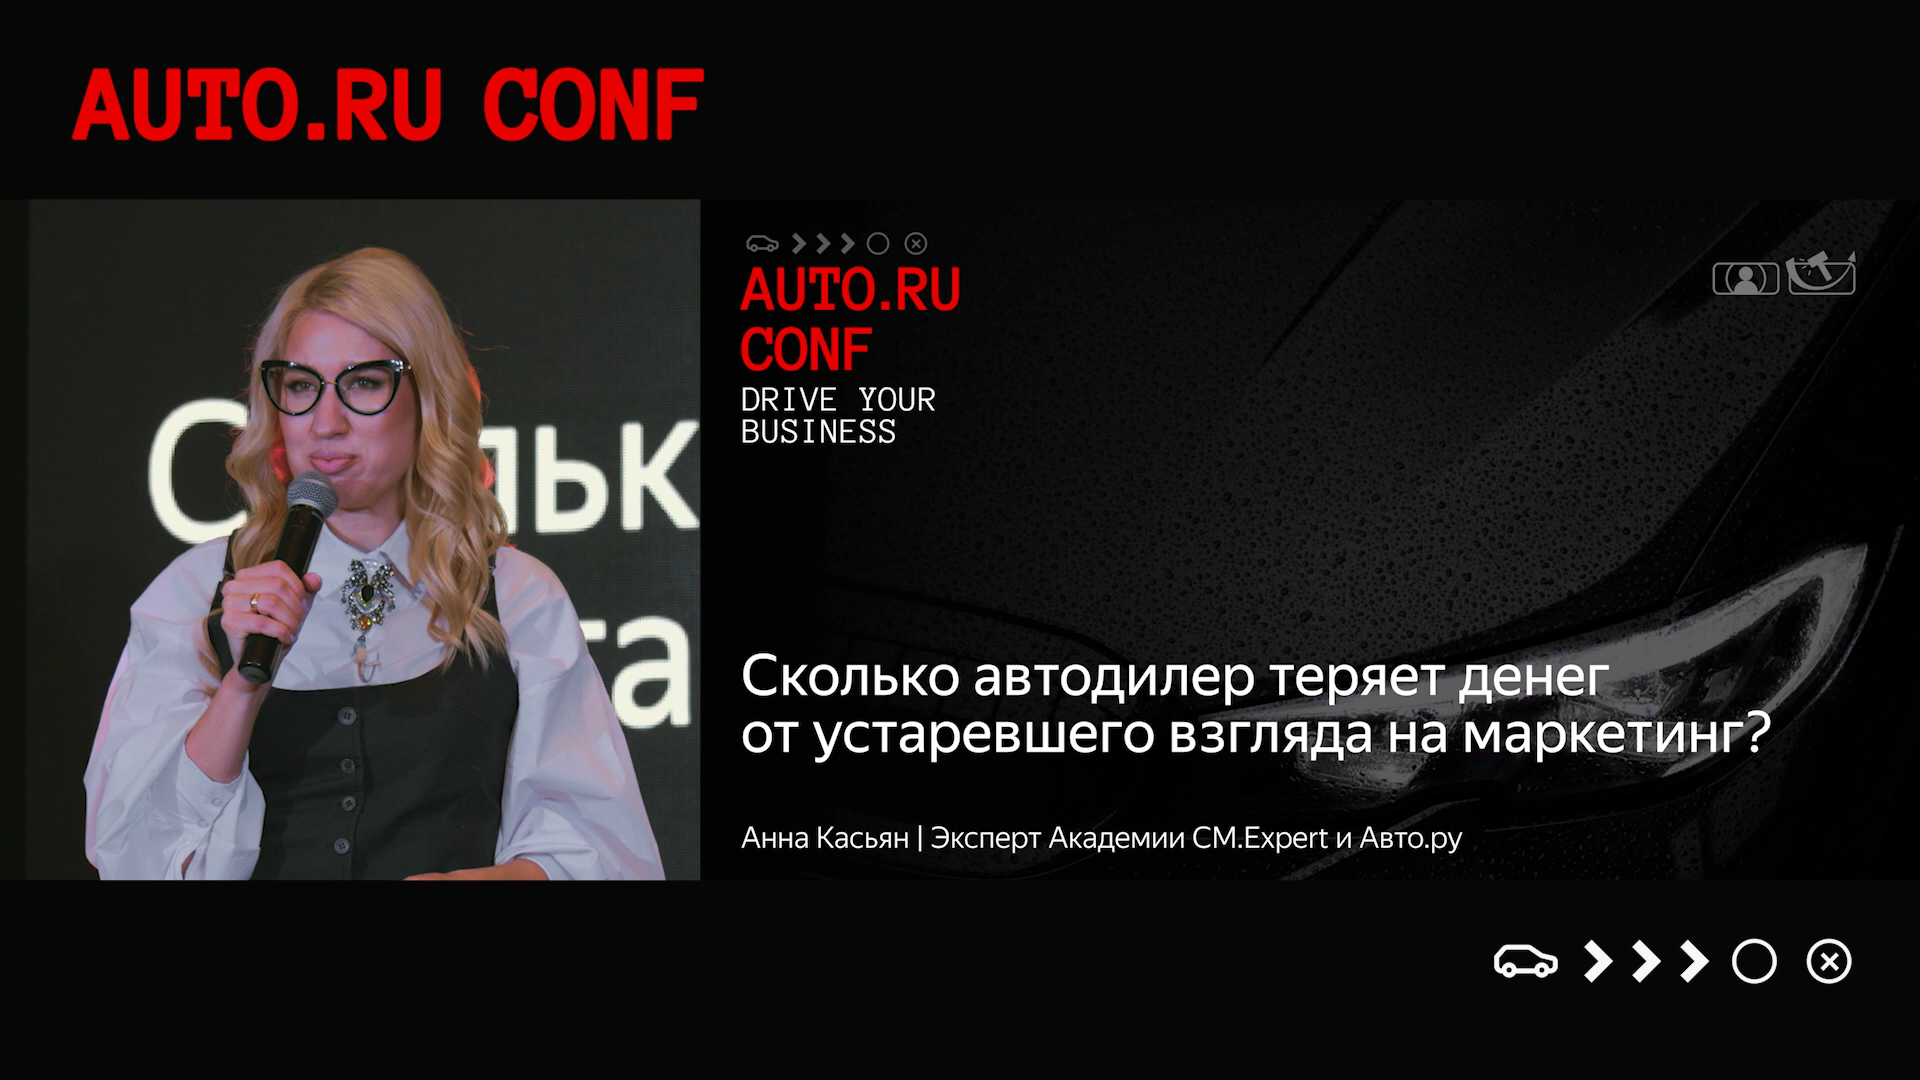 AUTO.RU CONF
AUTO.RU
CONF
DRIVE YOUR
BUSINESS
Сколько автодилер теряет денег
от устаревшего взгляда на маркетинг?
Анна Касьян | Эксперт Академии CM.Expert и Авто.ру